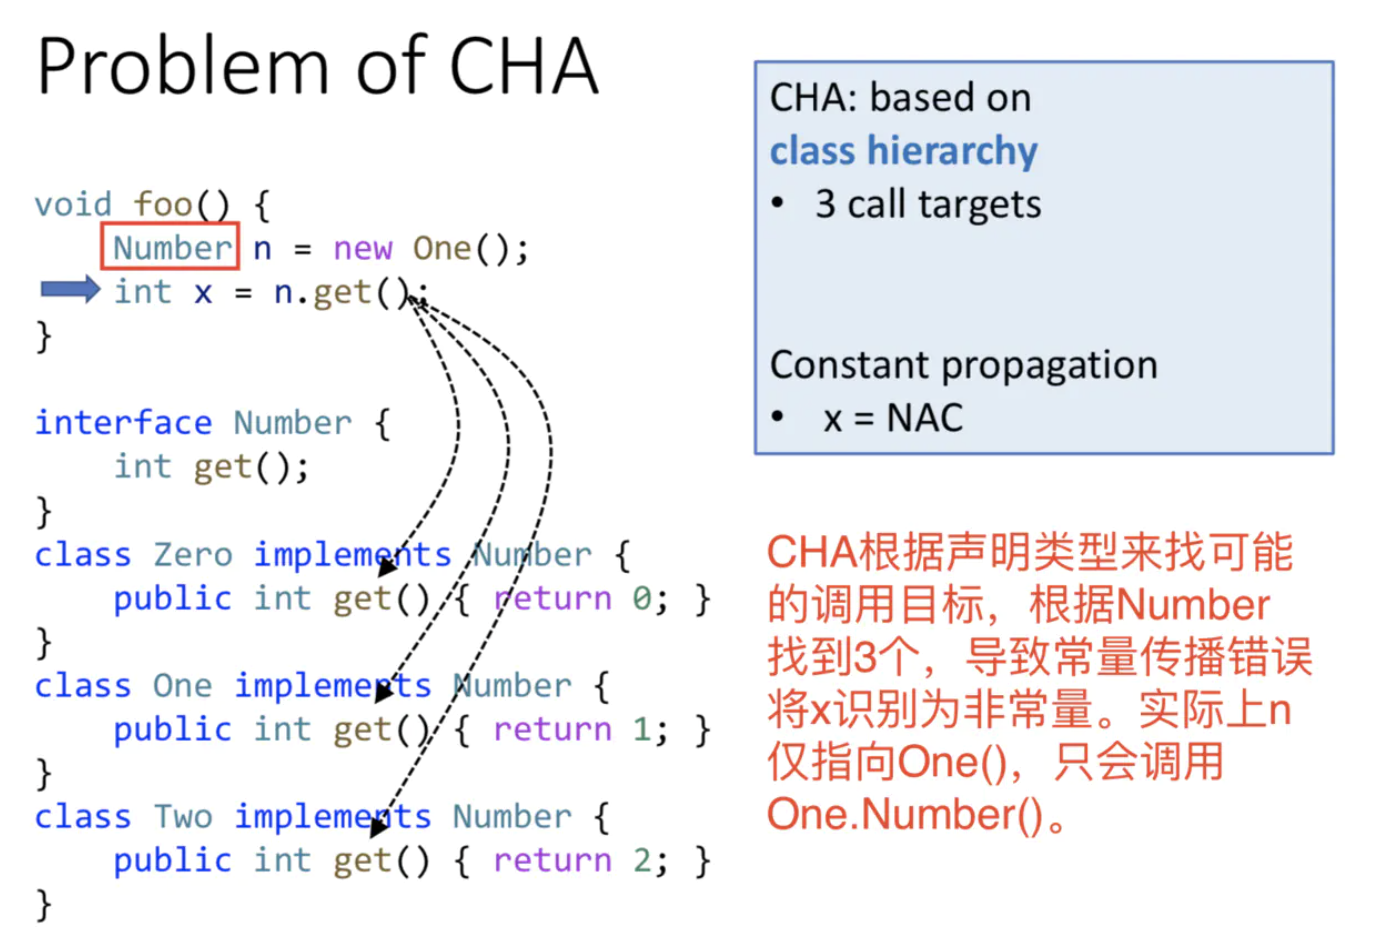 Problem of CHA
void foo() {
Number n = new One();
int x = n.get();
}
interface Number {
int get();
}
class Zero implements Number {
public int get() { return 0; }
}
class One implements Number {
public int get() { return 1; }
}
class Two implements Number {
public int get() { return 2; }
}
CHA: based on
class hierarchy
• 3 call targets
Constant propagation
• x = NAC
CHA根据声明类型来找可能
的调用目标，根据Number
找到3个，导致常量传播错误
将x识别为非常量。实际上n
仅指向One()，只会调用
One.Number()。